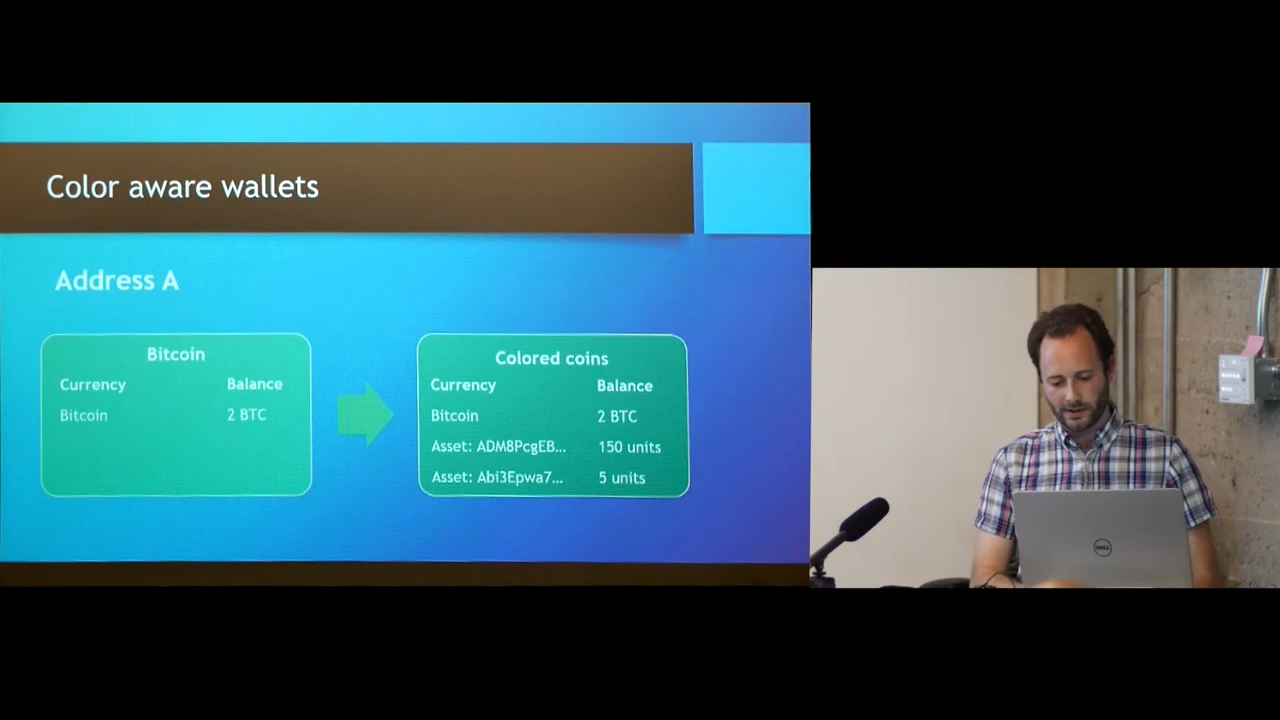 Color aware wallets
Address A
Bitcoin
Currency Balance
Bitcoin 2 BTC
Colored coins
Currency Balance
Bitcoin 2 BTC
Asset: ADM8PcgEB... 150 units
Asset: Abi3Epwa7... 5 units
DELL